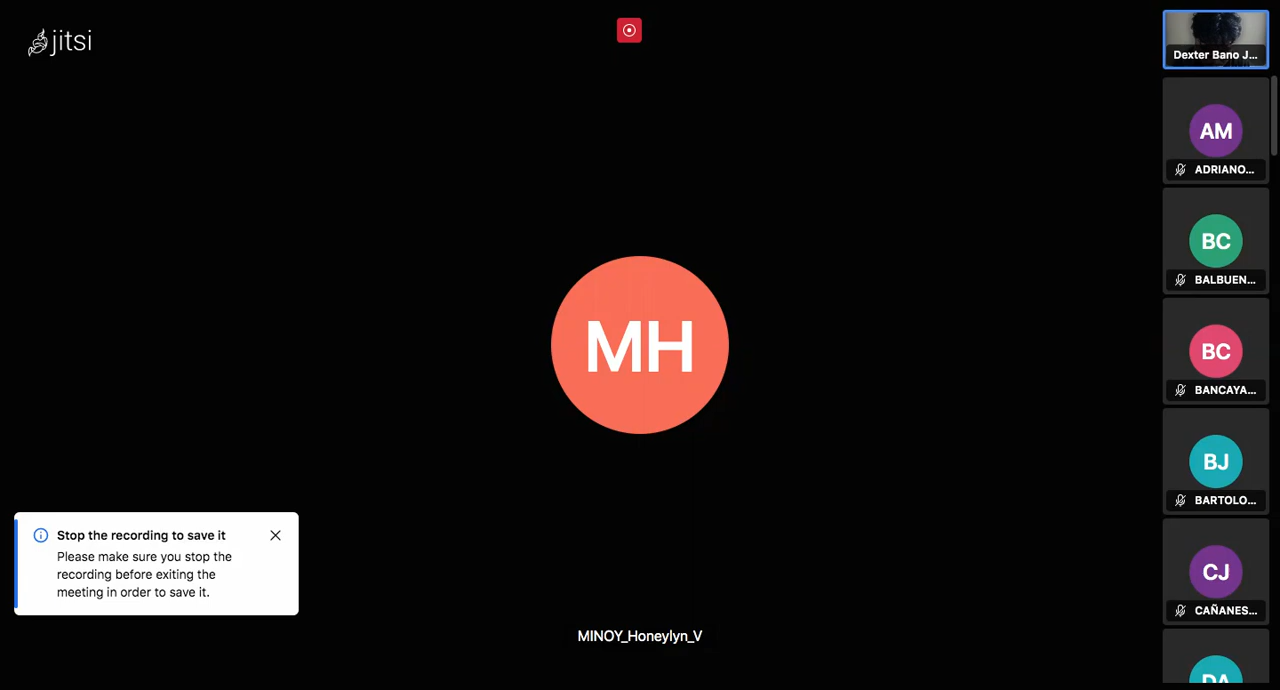 jitsi
Dexter Bano J...
AM
ADRIANO...
BC
BALBUEN...
BC
BANCAYA...
BJ
BARTOLO...
CJ
CAÑANES...
DA
MH
MINOY_Honeylyn_V
Stop the recording to save it
Please make sure you stop the
recording before exiting the
meeting in order to save it.